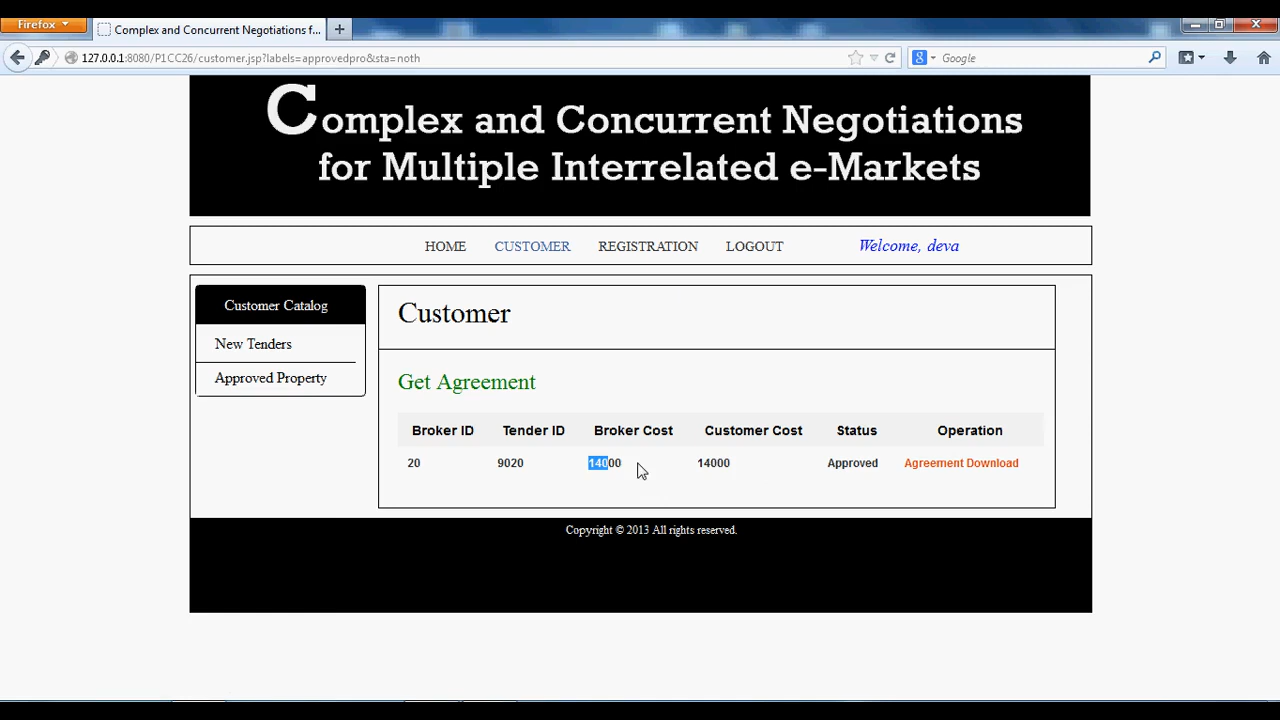 Firefox
Complex and Concurrent Negotiations f...
127.0.0.1:8080/P1CC26/customer.jsp?labels=approvedpro&sta=noth
Google
Complex and Concurrent Negotiations
for Multiple Interrelated e-Markets
HOME CUSTOMER REGISTRATION LOGOUT Welcome, deva
Customer Catalog
New Tenders
Approved Property
Customer
Get Agreement
Broker ID Tender ID Broker Cost Customer Cost Status Operation
20 9020 14000 14000 Approved Agreement Download
Copyright © 2013 All rights reserved.